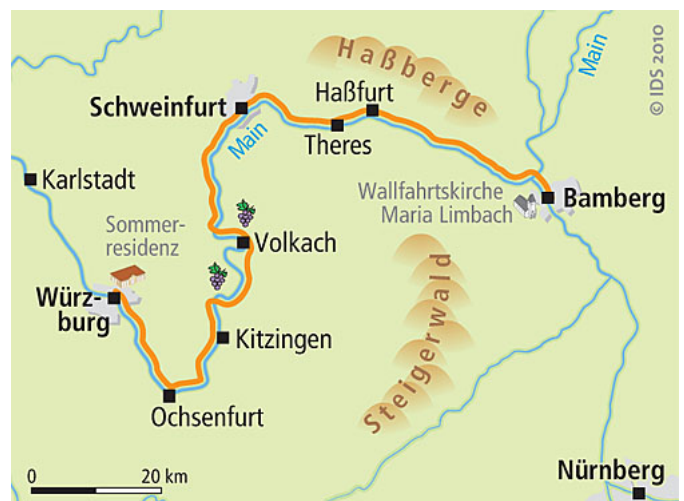 Main
© IDS 2010
Haßberge
Schweinfurt
Haßfurt
Main
Theres
Karlstadt
Wallfahrtskirche
Maria Limbach
Bamberg
Sommer-
residenz
Volkach
Steigerwald
Würz-
burg
Kitzingen
Ochsenfurt
0 20 km
Nürnberg